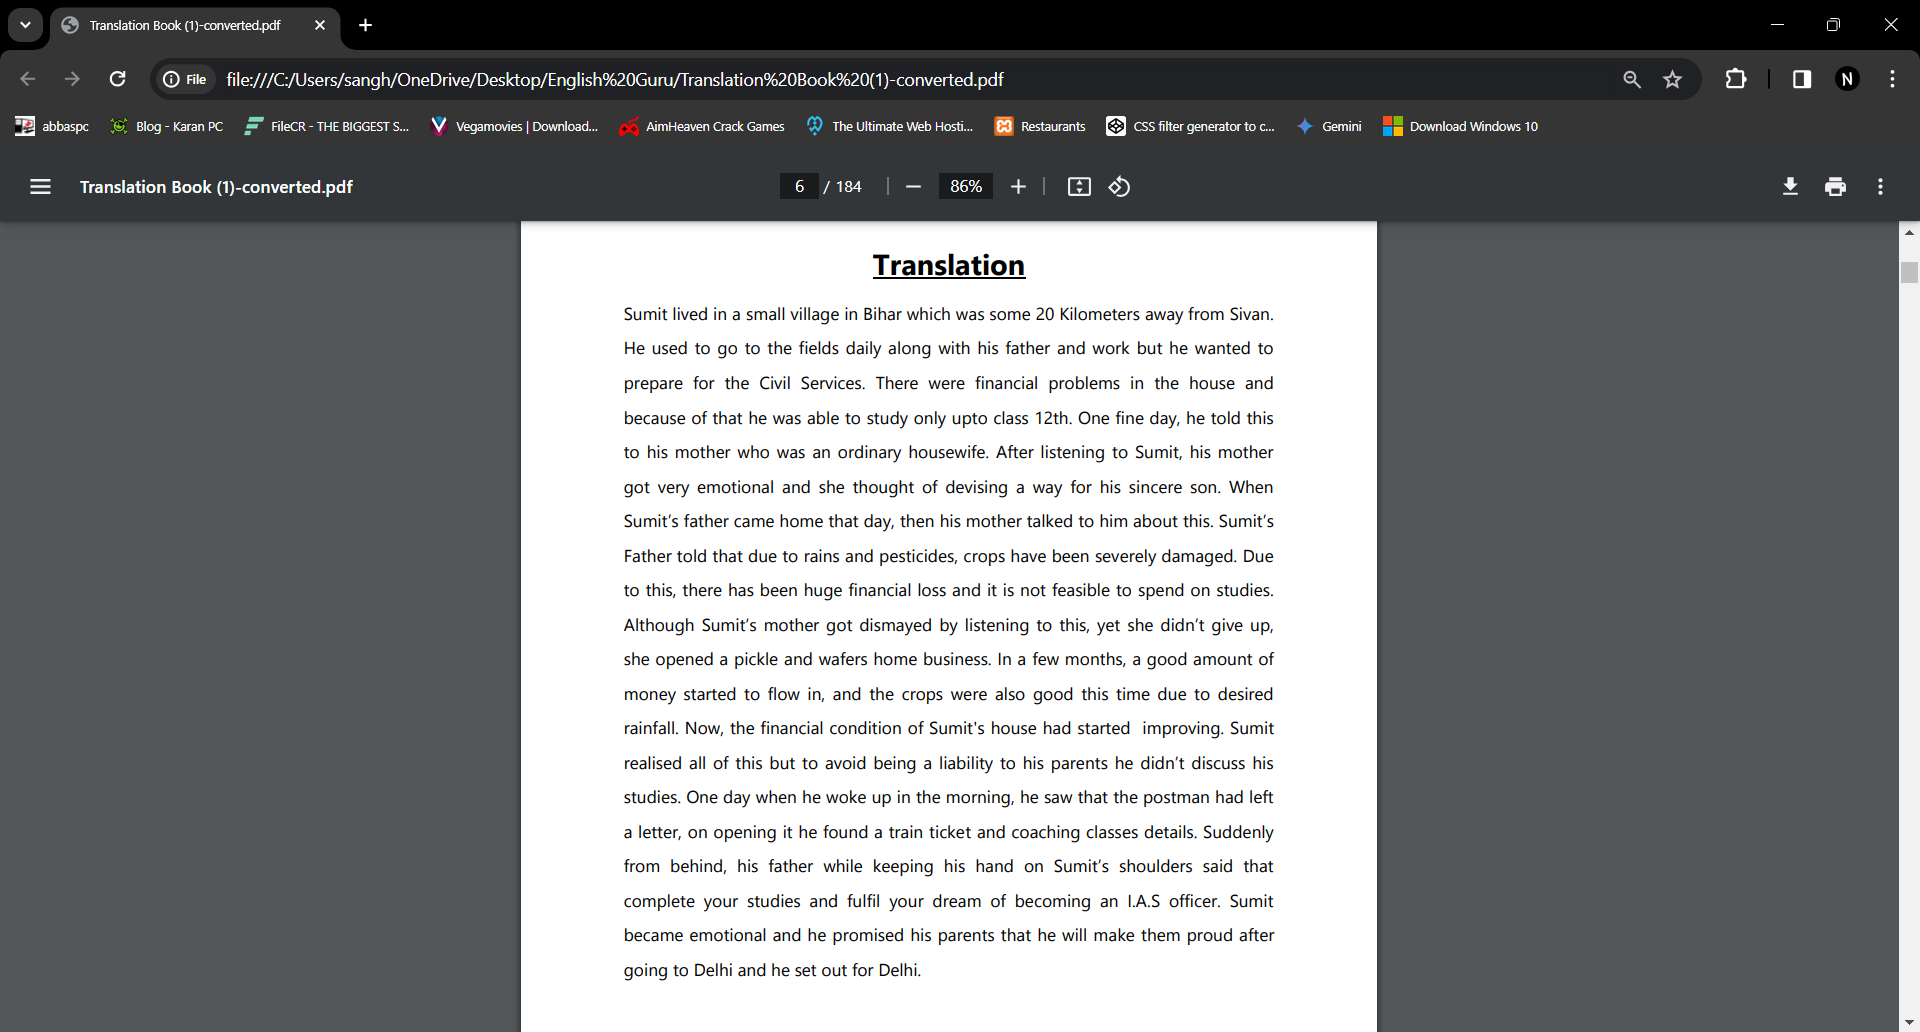 Translation Book (1)-converted.pdf
File
file:///C:/Users/sangh/OneDrive/Desktop/English%20Guru/Translation%20Book%20(1)-converted.pdf
N
abbaspc
Blog - Karan PC
FileCR - THE BIGGEST S...
Vegamovies | Download...
AimHeaven Crack Games
The Ultimate Web Hosti...
Restaurants
CSS filter generator to c...
Gemini
Download Windows 10
Translation Book (1)-converted.pdf
6 / 184
86%
Translation
Sumit lived in a small village in Bihar which was some 20 Kilometers away from Sivan.
He used to go to the fields daily along with his father and work but he wanted to
prepare for the Civil Services. There were financial problems in the house and
because of that he was able to study only upto class 12th. One fine day, he told this
to his mother who was an ordinary housewife. After listening to Sumit, his mother
got very emotional and she thought of devising a way for his sincere son. When
Sumit's father came home that day, then his mother talked to him about this. Sumit's
Father told that due to rains and pesticides, crops have been severely damaged. Due
to this, there has been huge financial loss and it is not feasible to spend on studies.
Although Sumit's mother got dismayed by listening to this, yet she didn't give up,
she opened a pickle and wafers home business. In a few months, a good amount of
money started to flow in, and the crops were also good this time due to desired
rainfall. Now, the financial condition of Sumit's house had started improving. Sumit
realised all of this but to avoid being a liability to his parents he didn't discuss his
studies. One day when he woke up in the morning, he saw that the postman had left
a letter, on opening it he found a train ticket and coaching classes details. Suddenly
from behind, his father while keeping his hand on Sumit's shoulders said that
complete your studies and fulfil your dream of becoming an I.A.S officer. Sumit
became emotional and he promised his parents that he will make them proud after
going to Delhi and he set out for Delhi.